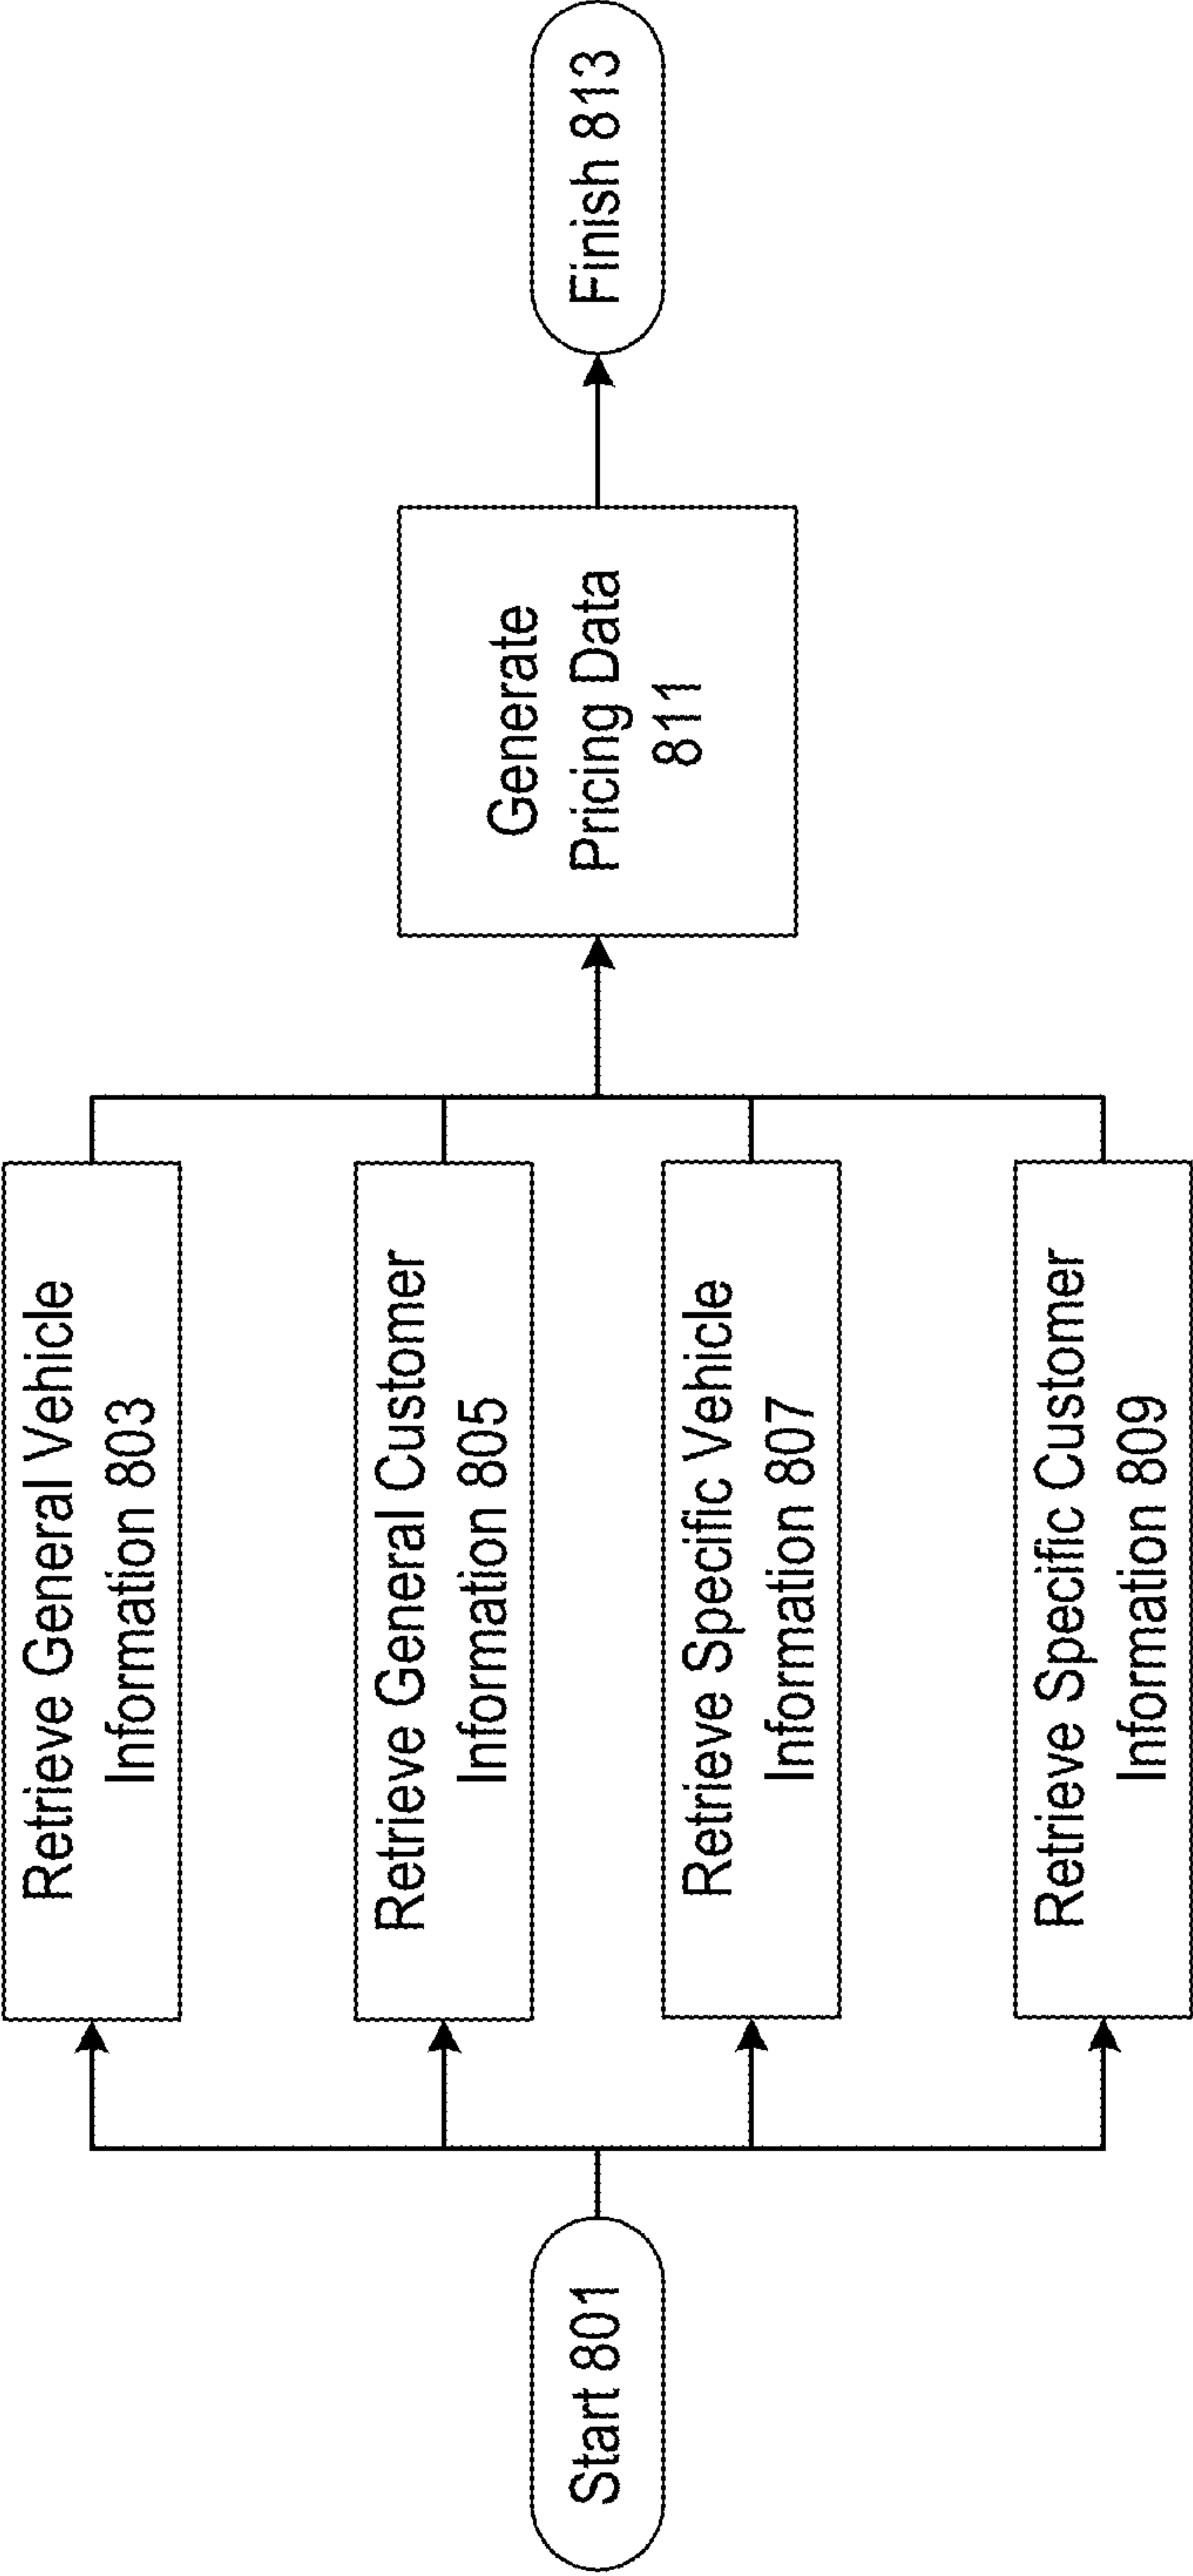 Start 801
Retrieve General Vehicle
Information 803
Retrieve General Customer
Information 805
Retrieve Specific Vehicle
Information 807
Retrieve Specific Customer
Information 809
Generate
Pricing Data
811
Finish 813